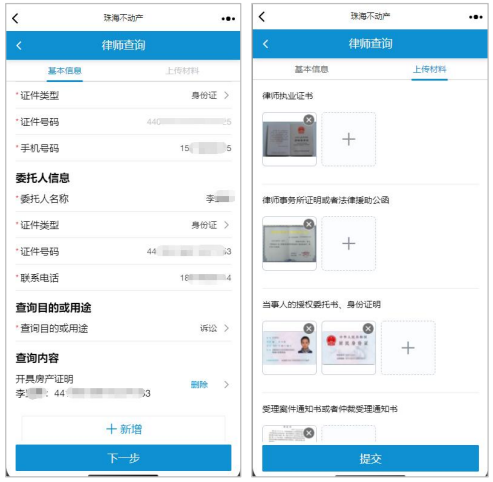 珠海不动产
律师查询
基本信息 上传材料
*证件类型 身份证
*证件号码 440 25
*手机号码 15 5
委托人信息
*委托人名称 李
*证件类型 身份证
*证件号码 44 63
*联系电话 18 4
查询目的或用途
*查询目的或用途 诉讼
查询内容
开具房产证明
李 : 44 53 删除
+新增
下一步
珠海不动产
律师查询
基本信息 上传材料
律师执业证书
律师事务所证明或者法律援助公函
当事人的授权委托书、身份证明
受理案件通知书或者仲裁受理通知书
提交